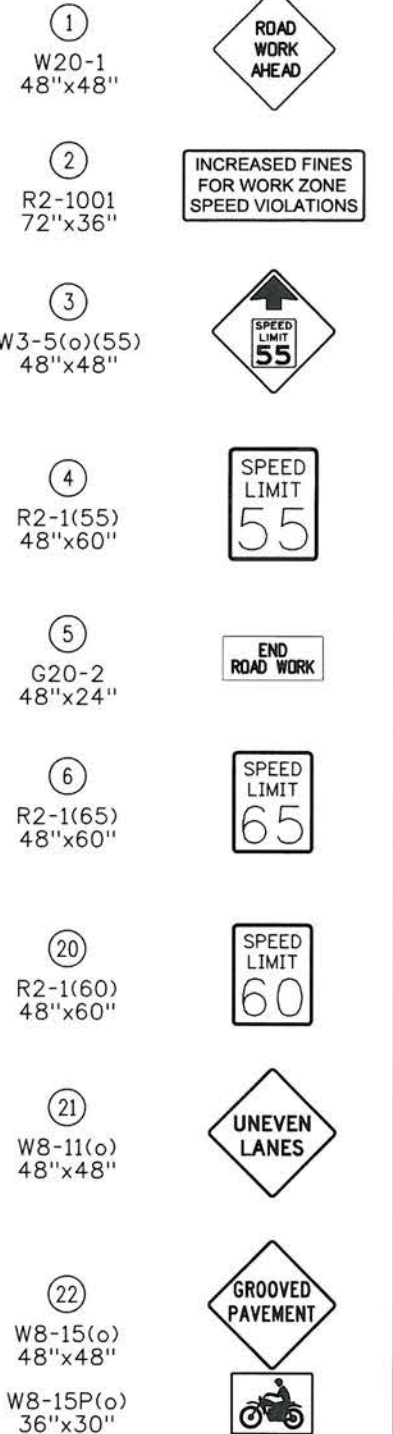 1
W20-1
48"x48"
ROAD
WORK
AHEAD
2
R2-1001
72"x36"
INCREASED FINES
FOR WORK ZONE
SPEED VIOLATIONS
3
W3-5(o)(55)
48"x48"
SPEED
LIMIT
55
4
R2-1(55)
48"x60"
SPEED
LIMIT
55
5
G20-2
48"x24"
END
ROAD WORK
6
R2-1(65)
48"x60"
SPEED
LIMIT
65
20
R2-1(60)
48"x60"
SPEED
LIMIT
60
21
W8-11(o)
48"x48"
UNEVEN
LANES
22
W8-15(o)
48"x48"
GROOVED
PAVEMENT
W8-15P(o)
36"x30"